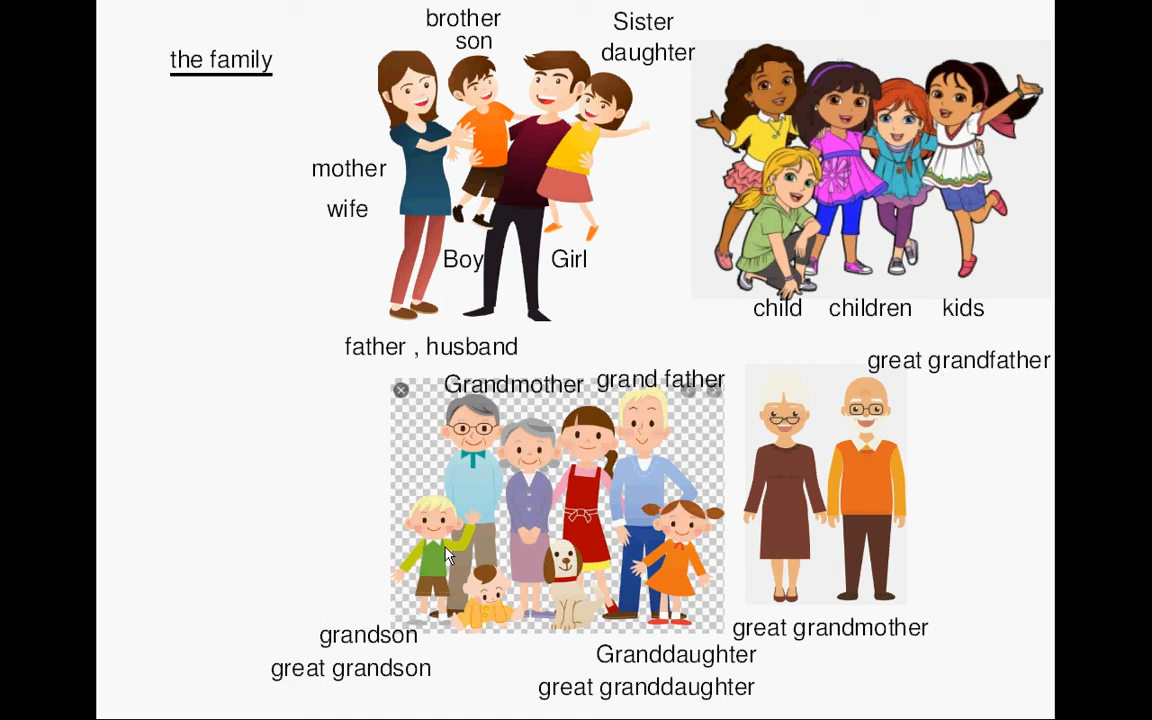 the family
brother
son
Sister
daughter
mother
wife
Boy
Girl
father , husband
child children kids
Grandmother grand father
great grandfather
great grandmother
grandson
great grandson
Granddaughter
great granddaughter